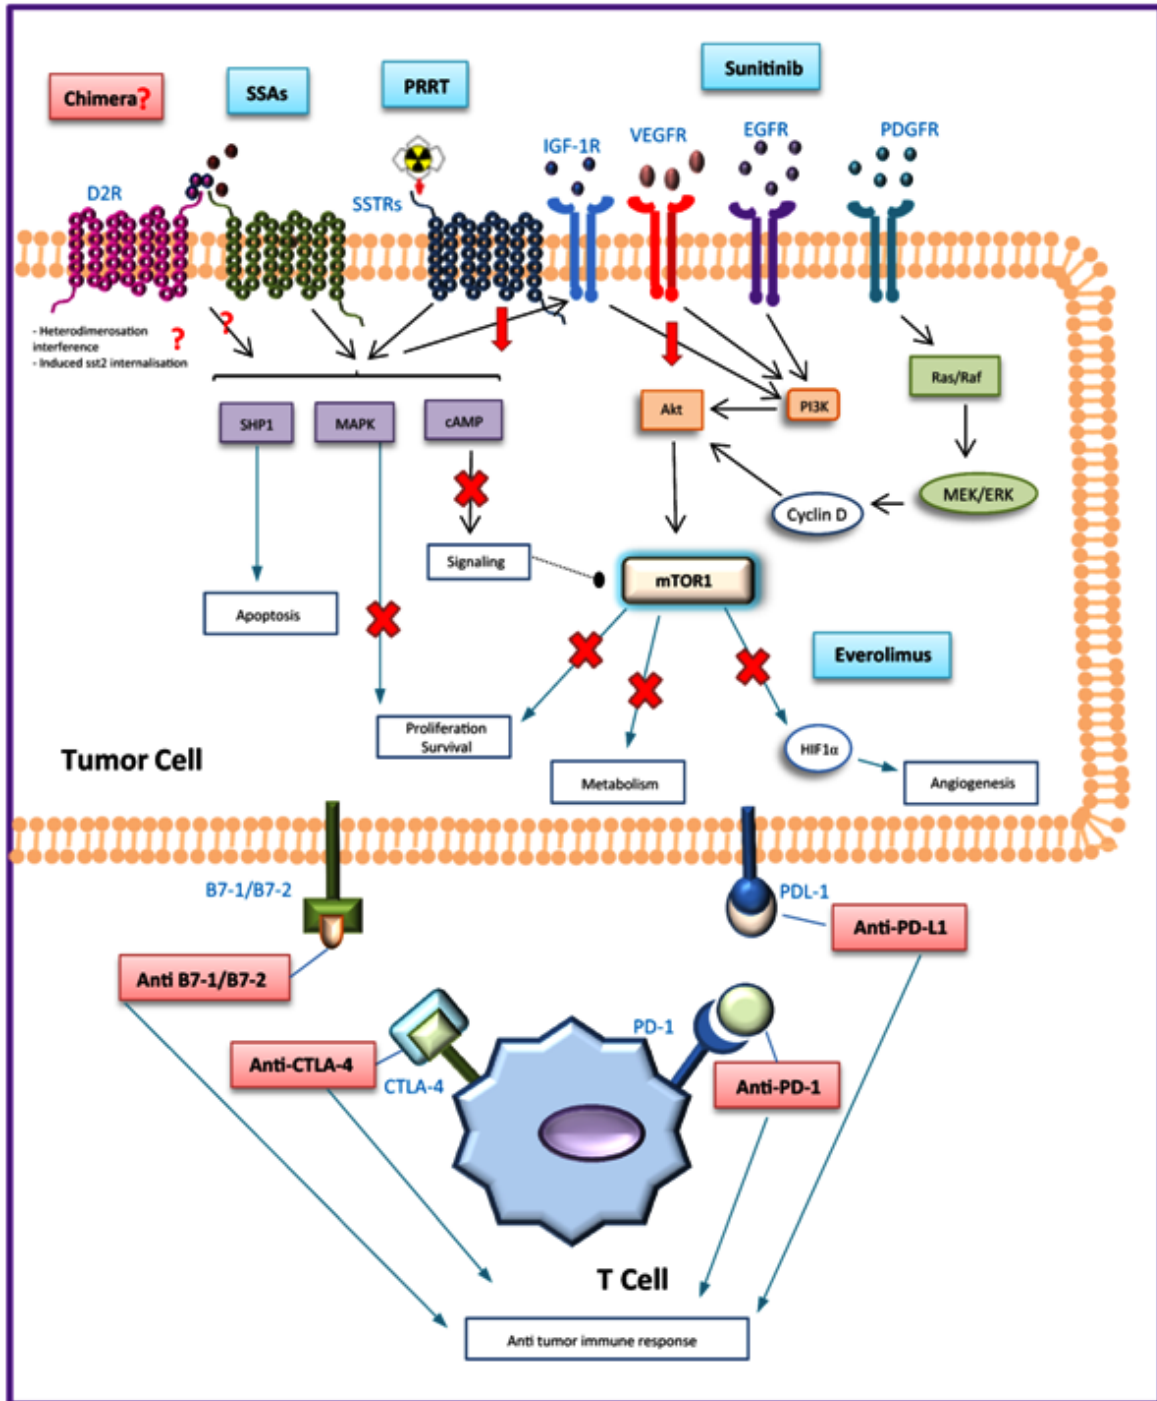 Sunitinib
Chimera?
SSAs
PRRT
IGF-1R
VEGFR
EGFR
PDGFR
D2R
SSTRs
- Heterodimerosation
interference
- Induced sst2 internalisation
?
?
Ras/Raf
SHP1
MAPK
cAMP
Akt
PI3K
MEK/ERK
Cyclin D
Signaling
mTOR1
Apoptosis
Everolimus
Proliferation
Survival
HIF1α
Tumor Cell
Metabolism
Angiogenesis
B7-1/B7-2
PDL-1
Anti-PD-L1
Anti B7-1/B7-2
PD-1
Anti-CTLA-4
CTLA-4
Anti-PD-1
T Cell
Anti tumor immune response